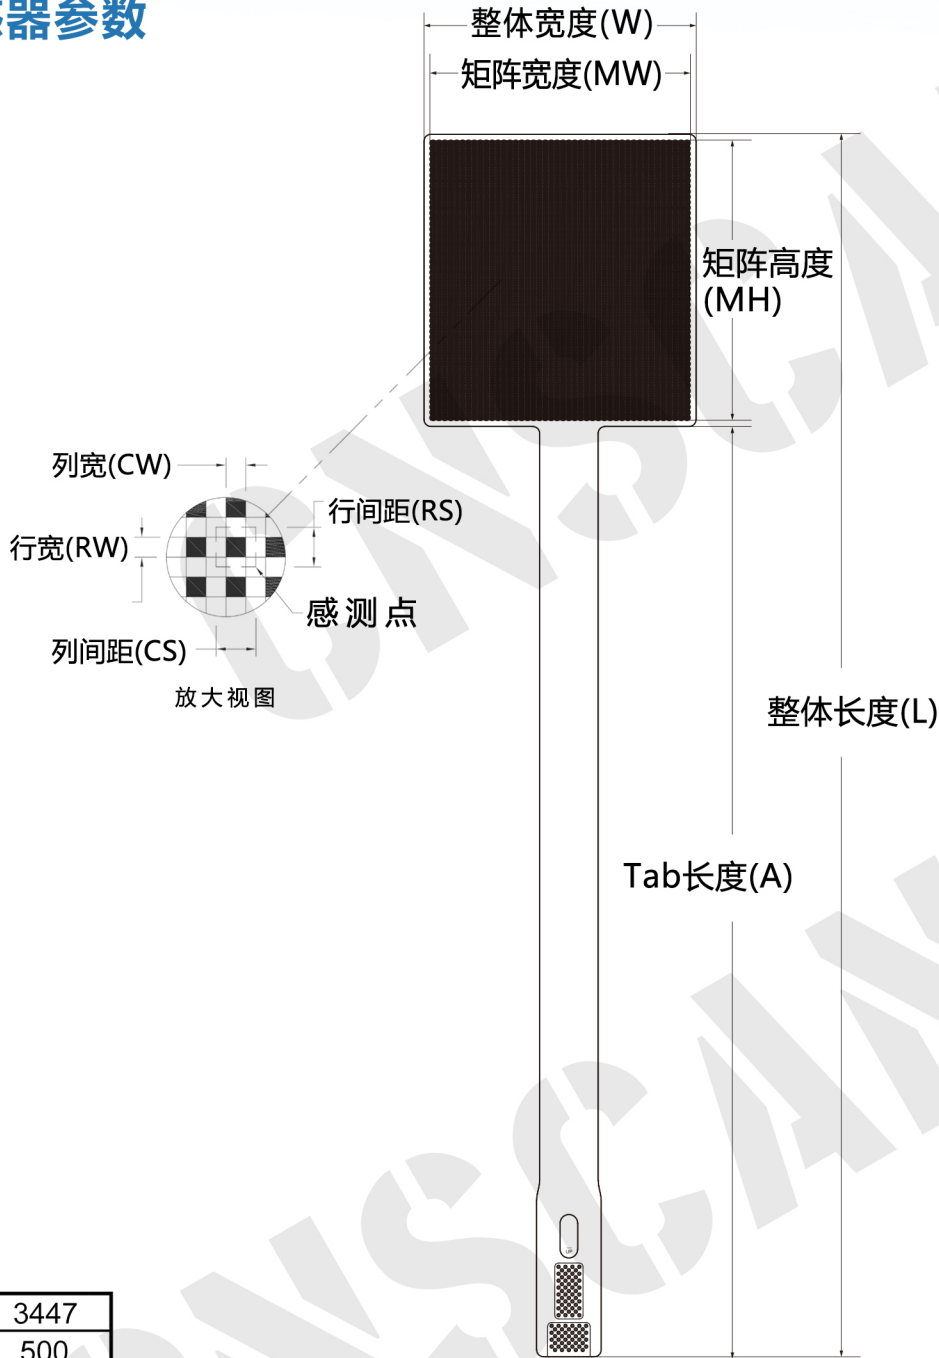 器参数
整体宽度(W)
矩阵宽度(MW)
矩阵高度
(MH)
列宽(CW)
行间距(RS)
行宽(RW)
感测点
列间距(CS)
放大视图
整体长度(L)
Tab长度(A)
CNSCAN
CNSCAN
3447
500